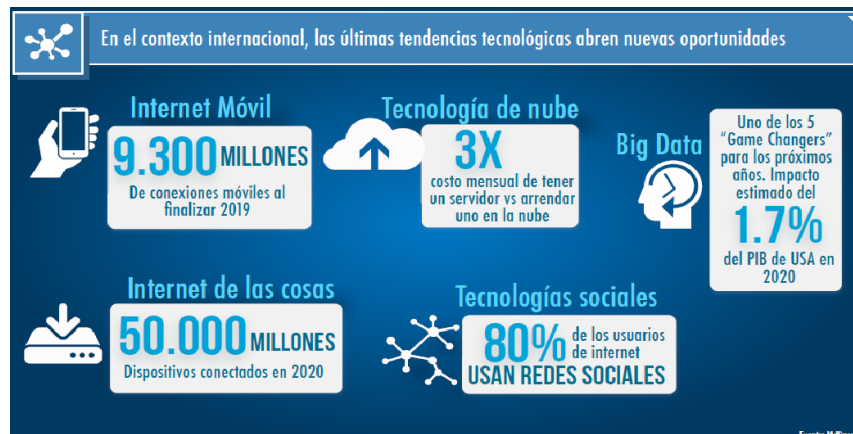 En el contexto internacional, las últimas tendencias tecnológicas abren nuevas oportunidades
Internet Móvil
9.300 MILLONES
De conexiones móviles al
finalizar 2019
Tecnología de nube
3X
costo mensual de tener
un servidor vs arrendar
uno en la nube
Big Data
Uno de los 5
“Game Changers”
para los próximos
años. Impacto
estimado del
1.7%
del PIB de USA en
2020
Internet de las cosas
50.000 MILLONES
Dispositivos conectados en 2020
Tecnologías sociales
80% de los usuarios
de internet
USAN REDES SOCIALES